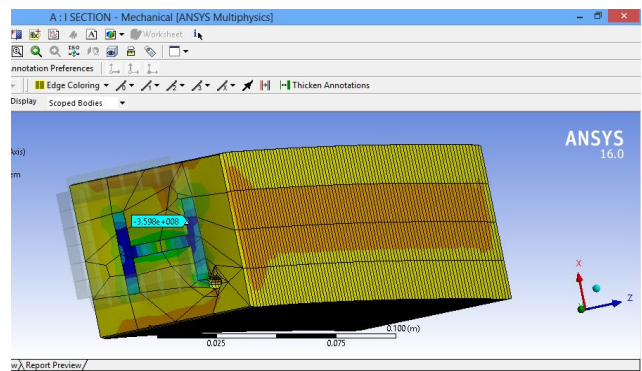 A : I SECTION - Mechanical [ANSYS Multiphysics]
Worksheet
nnotation Preferences
Edge Coloring
Thicken Annotations
Display Scoped Bodies
Axis)
em
ANSYS
16.0
-3.598e+008
X
Z
0.100 (m)
0.025 0.075
w Report Preview